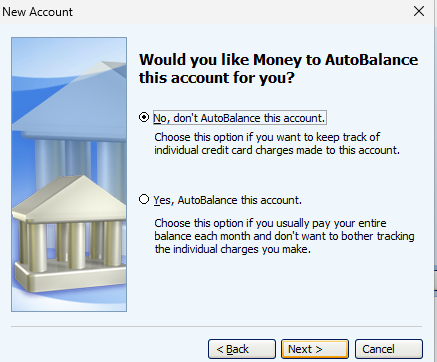 New Account
Would you like Money to AutoBalance
this account for you?
No, don't AutoBalance this account.
Choose this option if you want to keep track of
individual credit card charges made to this account.
Yes, AutoBalance this account.
Choose this option if you usually pay your entire
balance each month and don't want to bother tracking
the individual charges you make.
< Back
Next >
Cancel